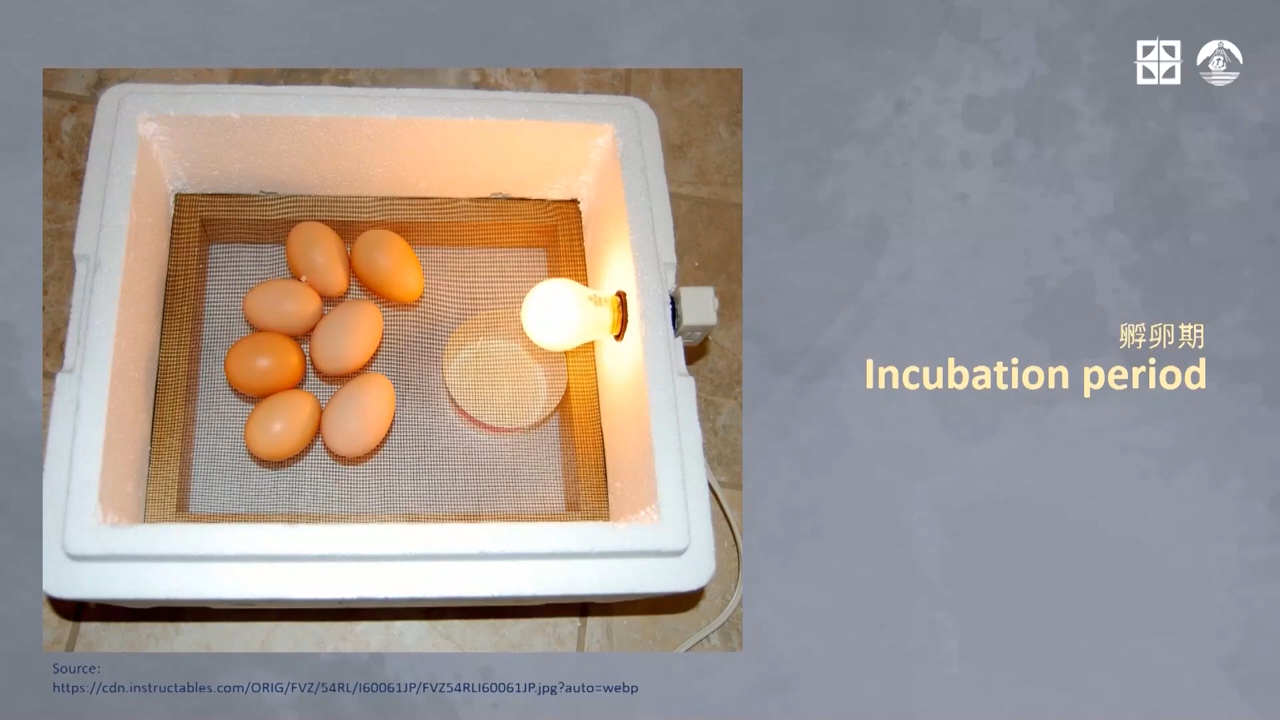 孵卵期
Incubation period
Source:
https://cdn.instructables.com/ORIG/FVZ/54RL/I60061JP/FVZ54RLI60061JP.jpg?auto=webp